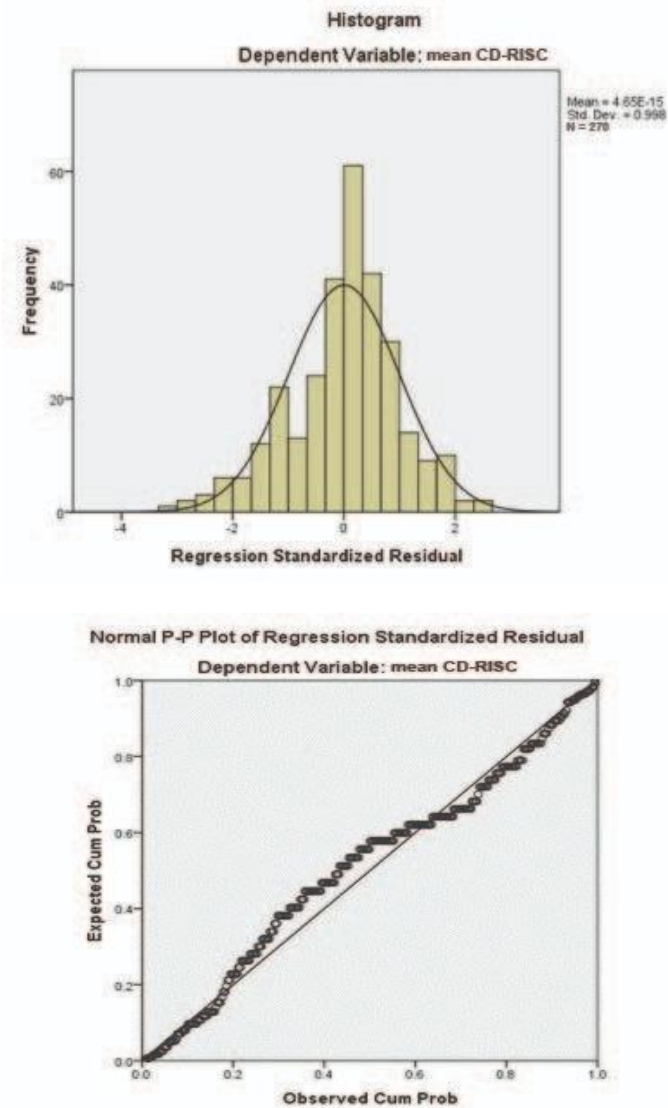 Histogram
Dependent Variable: mean CD-RISC
Mean = 4.65E-15
Std. Dev. = 0.998
N = 270
60
40
20
0
Frequency
-4
-2
0
2
Regression Standardized Residual
Normal P-P Plot of Regression Standardized Residual
Dependent Variable: mean CD-RISC
1.0
0.8
0.6
0.4
0.2
0.0
Expected Cum Prob
0.0
0.2
0.4
0.6
0.8
1.0
Observed Cum Prob